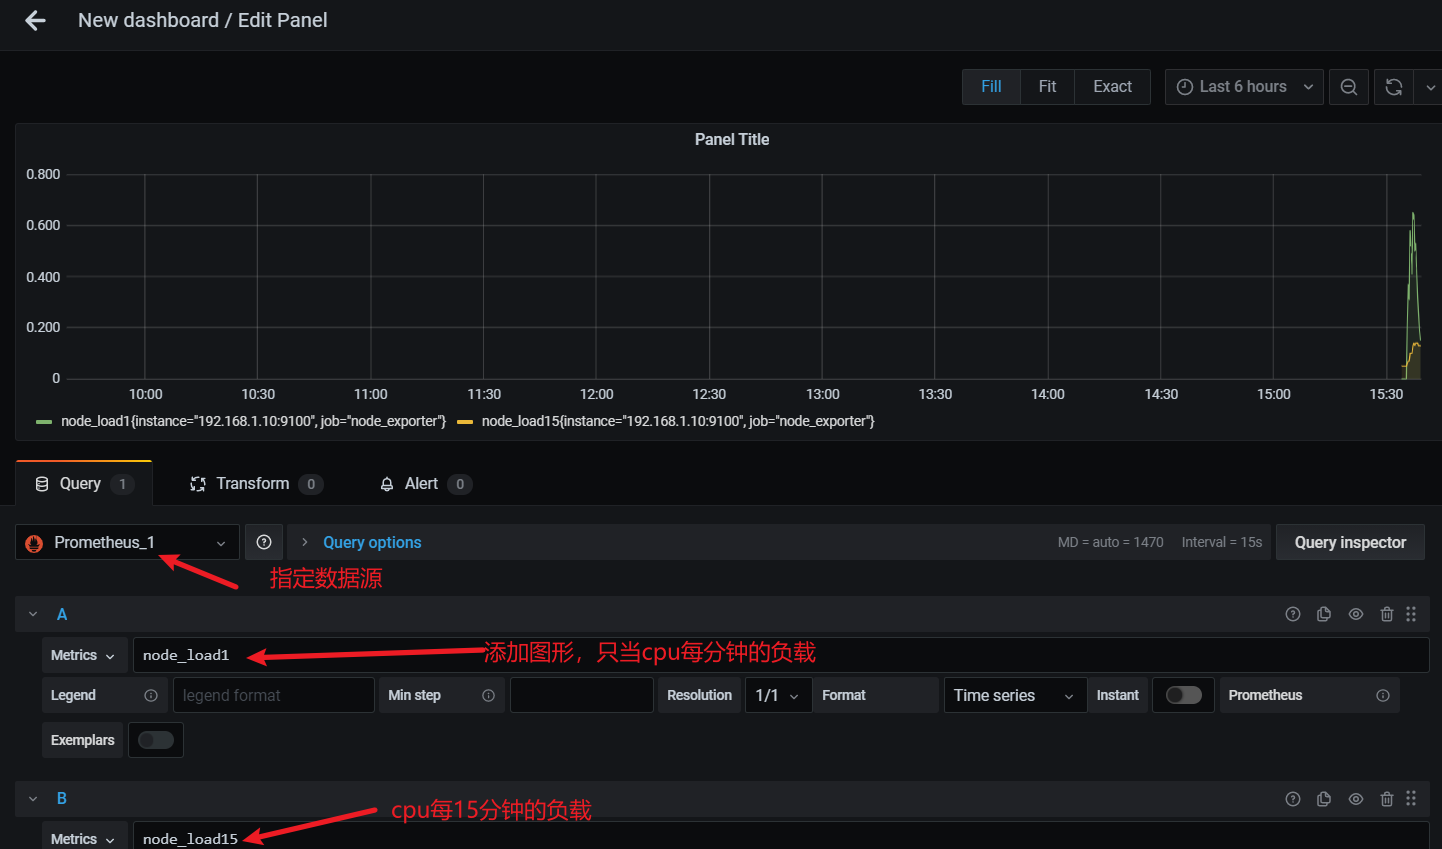 New dashboard / Edit Panel
Fill Fit Exact Last 6 hours
Panel Title
0.800
0.600
0.400
0.200
0
10:00 10:30 11:00 11:30 12:00 12:30 13:00 13:30 14:00 14:30 15:00 15:30
node_load1{instance="192.168.1.10:9100", job="node_exporter"} node_load15{instance="192.168.1.10:9100", job="node_exporter"}
Query 1 Transform 0 Alert 0
Prometheus_1 Query options MD = auto = 1470 Interval = 15s Query inspector
指定数据源
A
Metrics node_load1 添加图形，只当cpu每分钟的负载
Legend legend format Min step Resolution 1/1 Format Time series Instant Prometheus
Exemplars
B
cpu每15分钟的负载
Metrics node_load15